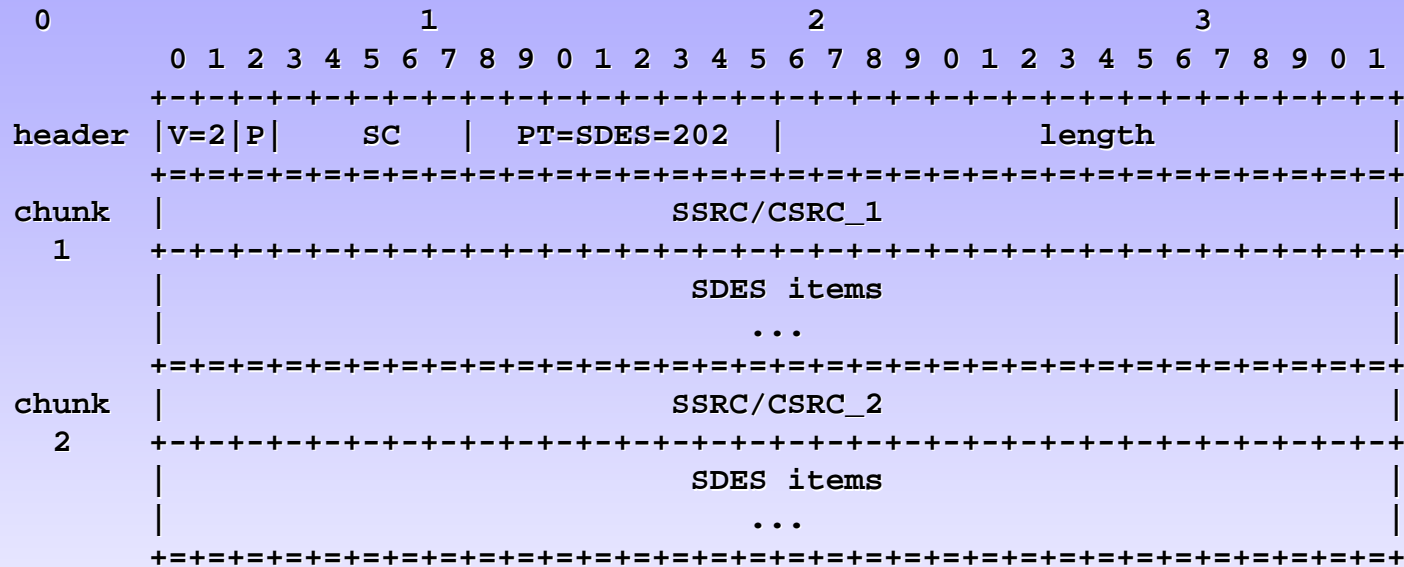 0                   1                   2                   3
        0 1 2 3 4 5 6 7 8 9 0 1 2 3 4 5 6 7 8 9 0 1 2 3 4 5 6 7 8 9 0 1
       +-+-+-+-+-+-+-+-+-+-+-+-+-+-+-+-+-+-+-+-+-+-+-+-+-+-+-+-+-+-+-+-+
header |V=2|P|    SC   |  PT=SDES=202  |             length            |
       +=+=+=+=+=+=+=+=+=+=+=+=+=+=+=+=+=+=+=+=+=+=+=+=+=+=+=+=+=+=+=+=+
chunk  |                          SSRC/CSRC_1                          |
  1    +-+-+-+-+-+-+-+-+-+-+-+-+-+-+-+-+-+-+-+-+-+-+-+-+-+-+-+-+-+-+-+-+
       |                           SDES items                          |
       |                              ...                              |
       +=+=+=+=+=+=+=+=+=+=+=+=+=+=+=+=+=+=+=+=+=+=+=+=+=+=+=+=+=+=+=+=+
chunk  |                          SSRC/CSRC_2                          |
  2    +-+-+-+-+-+-+-+-+-+-+-+-+-+-+-+-+-+-+-+-+-+-+-+-+-+-+-+-+-+-+-+-+
       |                           SDES items                          |
       |                              ...                              |
       +=+=+=+=+=+=+=+=+=+=+=+=+=+=+=+=+=+=+=+=+=+=+=+=+=+=+=+=+=+=+=+=+